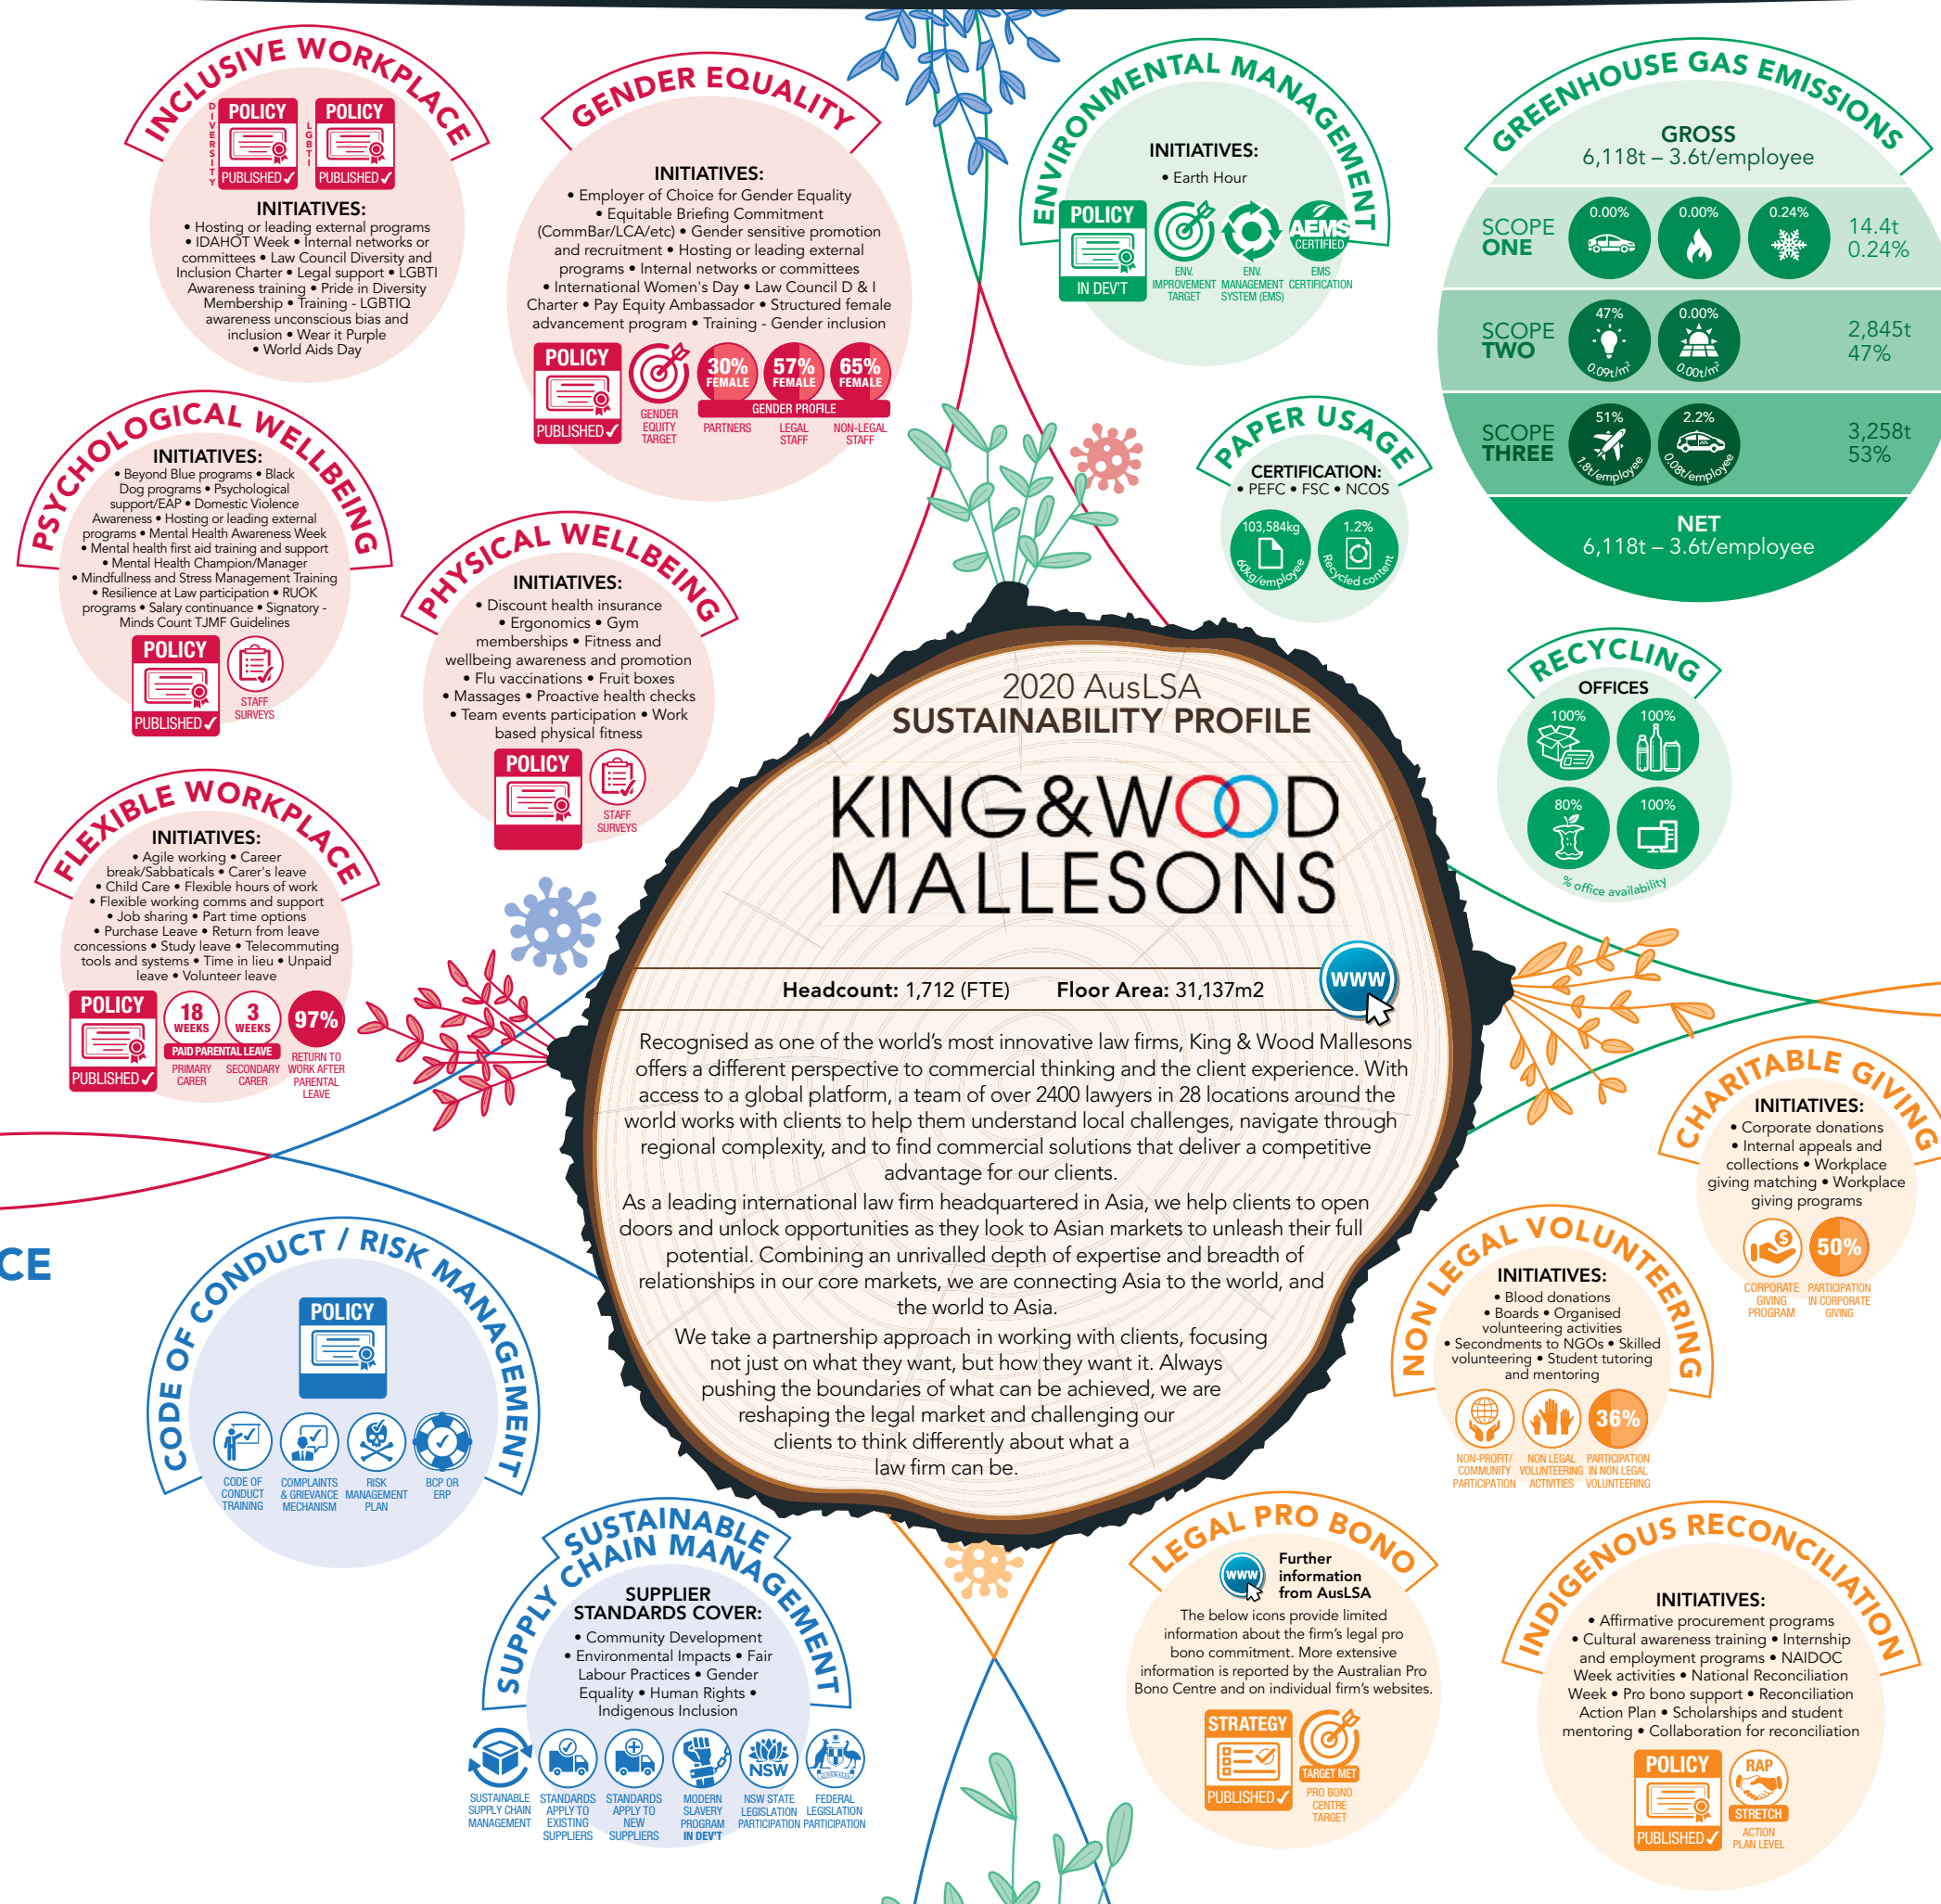 INCLUSIVE WORKPLACE
DIVERSITY
POLICY
PUBLISHED ✓
LGBTI
POLICY
PUBLISHED ✓
INITIATIVES:
• Hosting or leading external programs
• IDAHOT Week • Internal networks or
committees • Law Council Diversity and
Inclusion Charter • Legal support • LGBTI
Awareness training • Pride in Diversity
Membership • Training - LGBTIQ
awareness unconscious bias and
inclusion • Wear it Purple
• World Aids Day
GENDER EQUALITY
INITIATIVES:
• Employer of Choice for Gender Equality
• Equitable Briefing Commitment
(CommBar/LCA/etc) • Gender sensitive promotion
and recruitment • Hosting or leading external
programs • Internal networks or committees
• International Women's Day • Law Council D & I
Charter • Pay Equity Ambassador • Structured female
advancement program • Training - Gender inclusion
POLICY
PUBLISHED ✓
GENDER
EQUITY
TARGET
30%
FEMALE
57%
FEMALE
65%
FEMALE
GENDER PROFILE
PARTNERS
LEGAL
STAFF
NON-LEGAL
STAFF
ENVIRONMENTAL MANAGEMENT
INITIATIVES:
• Earth Hour
POLICY
IN DEV'T
ENV.
IMPROVEMENT
TARGET
ENV.
MANAGEMENT
SYSTEM (EMS)
AEMS
CERTIFIED
EMS
CERTIFICATION
GREENHOUSE GAS EMISSIONS
GROSS
6,118t – 3.6t/employee
SCOPE
ONE
0.00%
0.00%
0.24%
14.4t
0.24%
SCOPE
TWO
47%
0.09t/m²
0.00%
0.00t/m²
2,845t
47%
SCOPE
THREE
51%
1.8t/employee
2.2%
0.08t/employee
3,258t
53%
NET
6,118t – 3.6t/employee
PSYCHOLOGICAL WELLBEING
INITIATIVES:
• Beyond Blue programs • Black
Dog programs • Psychological
support/EAP • Domestic Violence
Awareness • Hosting or leading external
programs • Mental Health Awareness Week
• Mental health first aid training and support
• Mental Health Champion/Manager
• Mindfullness and Stress Management Training
• Resilience at Law participation • RUOK
programs • Salary continuance • Signatory -
Minds Count TJMF Guidelines
POLICY
PUBLISHED ✓
STAFF
SURVEYS
PHYSICAL WELLBEING
INITIATIVES:
• Discount health insurance
• Ergonomics • Gym
memberships • Fitness and
wellbeing awareness and promotion
• Flu vaccinations • Fruit boxes
• Massages • Proactive health checks
• Team events participation • Work
based physical fitness
POLICY
STAFF
SURVEYS
PAPER USAGE
CERTIFICATION:
• PEFC • FSC • NCOS
103,584kg
60kg/employee
1.2%
Recycled content
RECYCLING
OFFICES
100%
100%
80%
100%
% office availability
FLEXIBLE WORKPLACE
INITIATIVES:
• Agile working • Career
break/Sabbaticals • Carer's leave
• Child Care • Flexible hours of work
• Flexible working comms and support
• Job sharing • Part time options
• Purchase Leave • Return from leave
concessions • Study leave • Telecommuting
tools and systems • Time in lieu • Unpaid
leave • Volunteer leave
POLICY
PUBLISHED ✓
18
WEEKS
3
WEEKS
PAID PARENTAL LEAVE
PRIMARY
CARER
SECONDARY
CARER
97%
RETURN TO
WORK AFTER
PARENTAL
LEAVE
2020 AusLSA
SUSTAINABILITY PROFILE
KING&WOOD
MALLESONS
Headcount: 1,712 (FTE) Floor Area: 31,137m2
www
Recognised as one of the world's most innovative law firms, King & Wood Mallesons
offers a different perspective to commercial thinking and the client experience. With
access to a global platform, a team of over 2400 lawyers in 28 locations around the
world works with clients to help them understand local challenges, navigate through
regional complexity, and to find commercial solutions that deliver a competitive
advantage for our clients.
As a leading international law firm headquartered in Asia, we help clients to open
doors and unlock opportunities as they look to Asian markets to unleash their full
potential. Combining an unrivalled depth of expertise and breadth of
relationships in our core markets, we are connecting Asia to the world, and
the world to Asia.
We take a partnership approach in working with clients, focusing
not just on what they want, but how they want it. Always
pushing the boundaries of what can be achieved, we are
reshaping the legal market and challenging our
clients to think differently about what a
law firm can be.
CHARITABLE GIVING
INITIATIVES:
• Corporate donations
• Internal appeals and
collections • Workplace
giving matching • Workplace
giving programs
CORPORATE
GIVING
PROGRAM
50%
PARTICIPATION
IN CORPORATE
GIVING
NON LEGAL VOLUNTEERING
INITIATIVES:
• Blood donations
• Boards • Organised
volunteering activities
• Secondments to NGOs • Skilled
volunteering • Student tutoring
and mentoring
NON-PROFIT/
COMMUNITY
PARTICIPATION
NON LEGAL
VOLUNTEERING
ACTIVITIES
36%
PARTICIPATION
IN NON LEGAL
VOLUNTEERING
CE
CODE OF CONDUCT / RISK MANAGEMENT
POLICY
CODE OF
CONDUCT
TRAINING
COMPLAINTS
& GRIEVANCE
MECHANISM
RISK
MANAGEMENT
PLAN
BCP OR
ERP
SUSTAINABLE
SUPPLY CHAIN MANAGEMENT
SUPPLIER
STANDARDS COVER:
• Community Development
• Environmental Impacts • Fair
Labour Practices • Gender
Equality • Human Rights •
Indigenous Inclusion
SUSTAINABLE
SUPPLY CHAIN
MANAGEMENT
STANDARDS
APPLY TO
EXISTING
SUPPLIERS
STANDARDS
APPLY TO
NEW
SUPPLIERS
MODERN
SLAVERY
PROGRAM
IN DEV'T
NSW
NSW STATE
LEGISLATION
PARTICIPATION
AUSTRALIA
FEDERAL
LEGISLATION
PARTICIPATION
LEGAL PRO BONO
www
Further
information
from AusLSA
The below icons provide limited
information about the firm's legal pro
bono commitment. More extensive
information is reported by the Australian Pro
Bono Centre and on individual firm's websites.
STRATEGY
PUBLISHED ✓
TARGET MET
PRO BONO
CENTRE
TARGET
INDIGENOUS RECONCILIATION
INITIATIVES:
• Affirmative procurement programs
• Cultural awareness training • Internship
and employment programs • NAIDOC
Week activities • National Reconciliation
Week • Pro bono support • Reconciliation
Action Plan • Scholarships and student
mentoring • Collaboration for reconciliation
POLICY
PUBLISHED ✓
RAP
STRETCH
ACTION
PLAN LEVEL